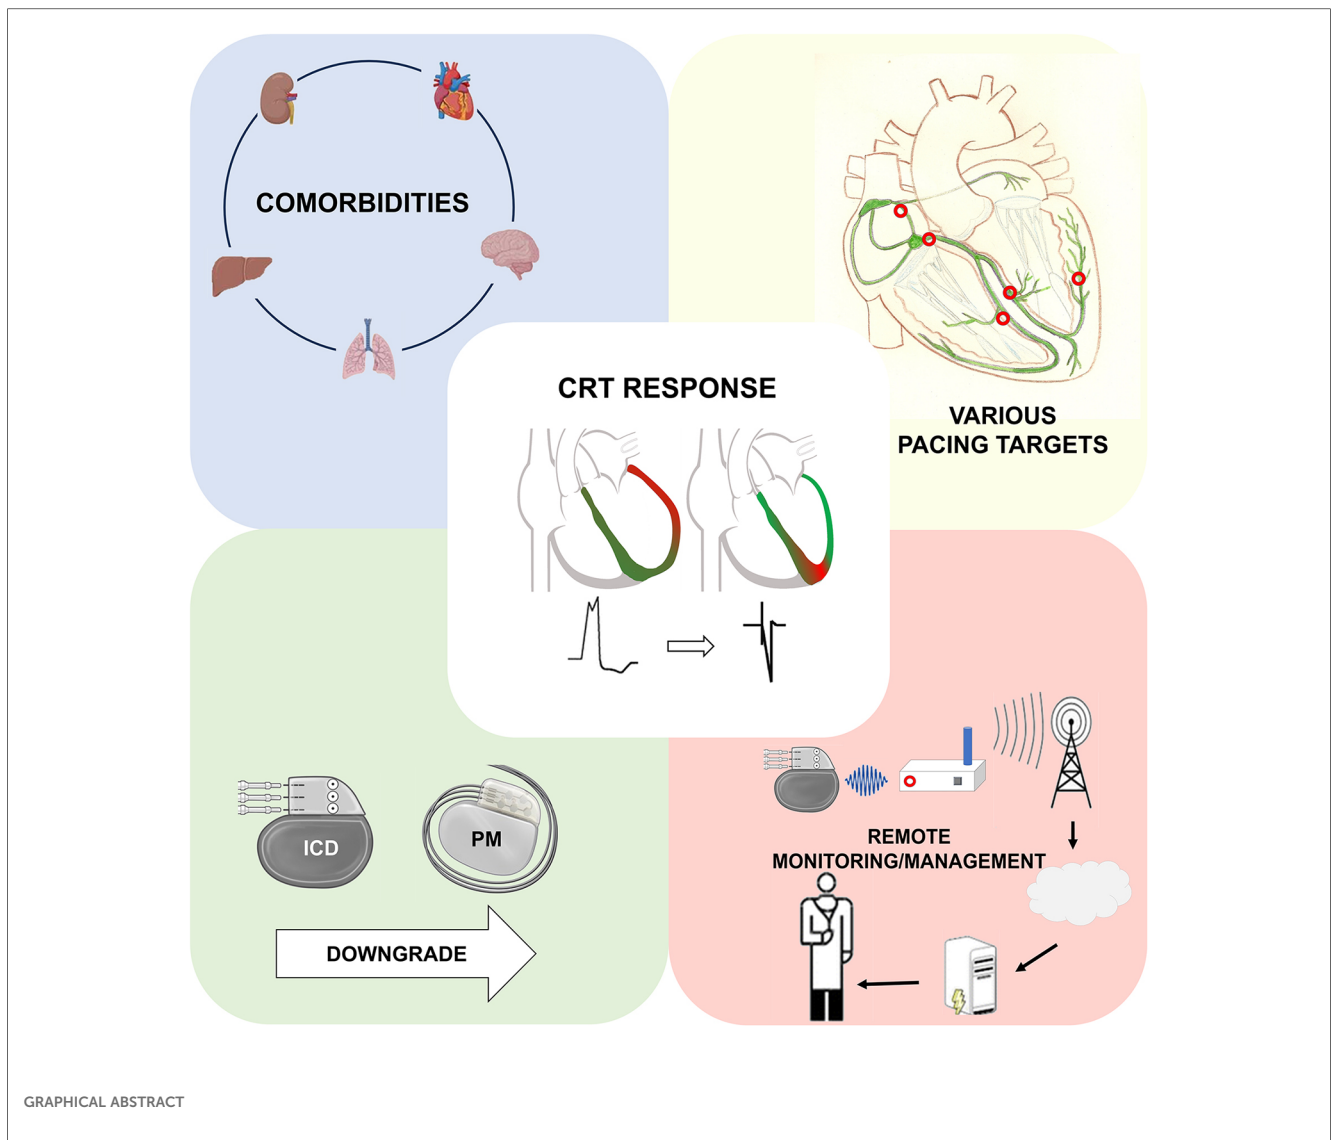 COMORBIDITIES
VARIOUS
PACING TARGETS
CRT RESPONSE
ICD
PM
DOWNGRADE
REMOTE
MONITORING/MANAGEMENT
GRAPHICAL ABSTRACT